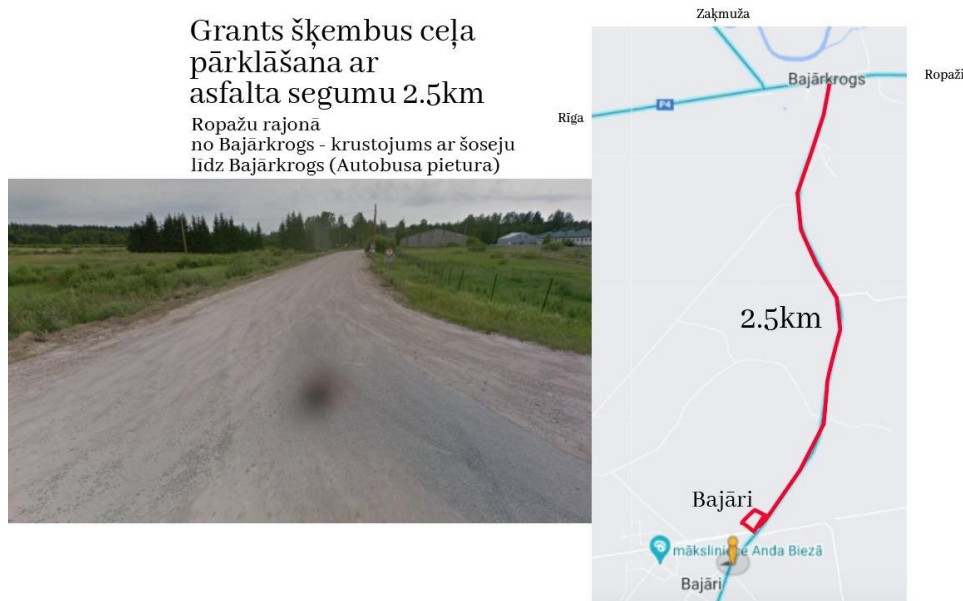 Grants šķembus ceļa
pārklāšana ar
asfalta segumu 2.5km
Ropažu rajonā
no Bajārkrogs - krustojums ar šoseju
līdz Bajārkrogs (Autobusa pietura)
Zaķmuža
Bajārkrogs
Ropaži
P4
Rīga
2.5km
Bajāri
māksliniece Anda Biezā
Bajāri